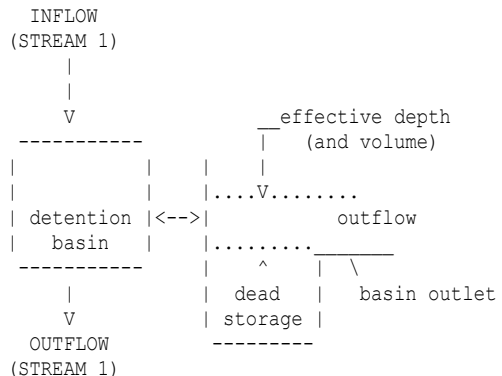 INFLOW
(STREAM 1)
effective depth
(and volume)
detention
basin
outflow
dead
storage
basin outlet
OUTFLOW
(STREAM 1)